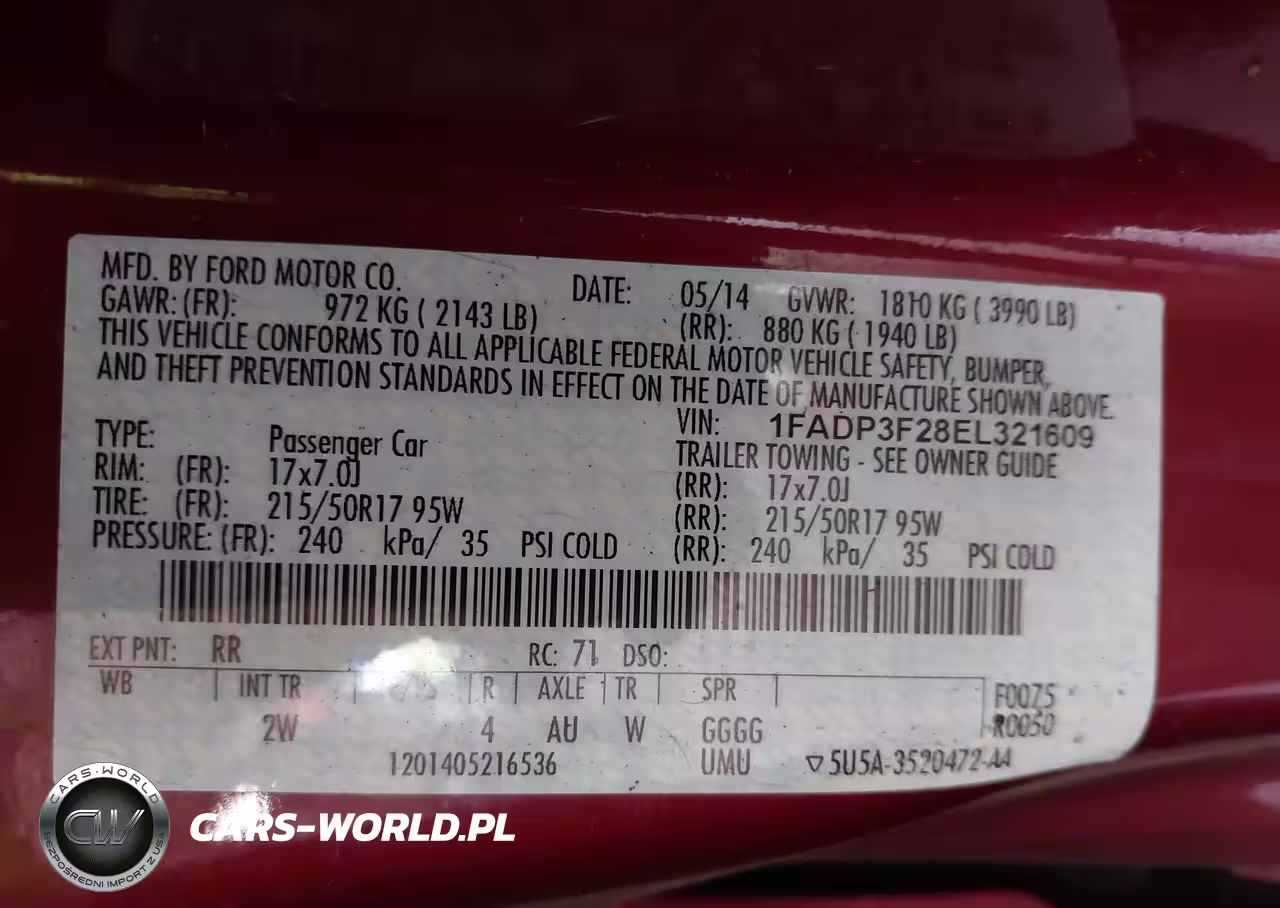 MFD. BY FORD MOTOR CO. DATE: 05/14 GVWR: 1810 KG ( 3990 LB)
GAWR: (FR): 972 KG ( 2143 LB) (RR): 880 KG ( 1940 LB)
THIS VEHICLE CONFORMS TO ALL APPLICABLE FEDERAL MOTOR VEHICLE SAFETY, BUMPER,
AND THEFT PREVENTION STANDARDS IN EFFECT ON THE DATE OF MANUFACTURE SHOWN ABOVE.
VIN: 1FADP3F28EL321609
TYPE: Passenger Car TRAILER TOWING - SEE OWNER GUIDE
RIM: (FR): 17x7.0J (RR): 17x7.0J
TIRE: (FR): 215/50R17 95W (RR): 215/50R17 95W
PRESSURE: (FR): 240 kPa/ 35 PSI COLD (RR): 240 kPa/ 35 PSI COLD
EXT PNT: RR RC: 71 DSO:
WB INT TR R AXLE TR SPR F0075
2W 4 AU W GGGG R0050
1201405216536 UMU ▽5U5A-3520472-AA
CARS-WORLD
CW
BEZPOŚREDNI IMPORT Z USA
CARS-WORLD.PL